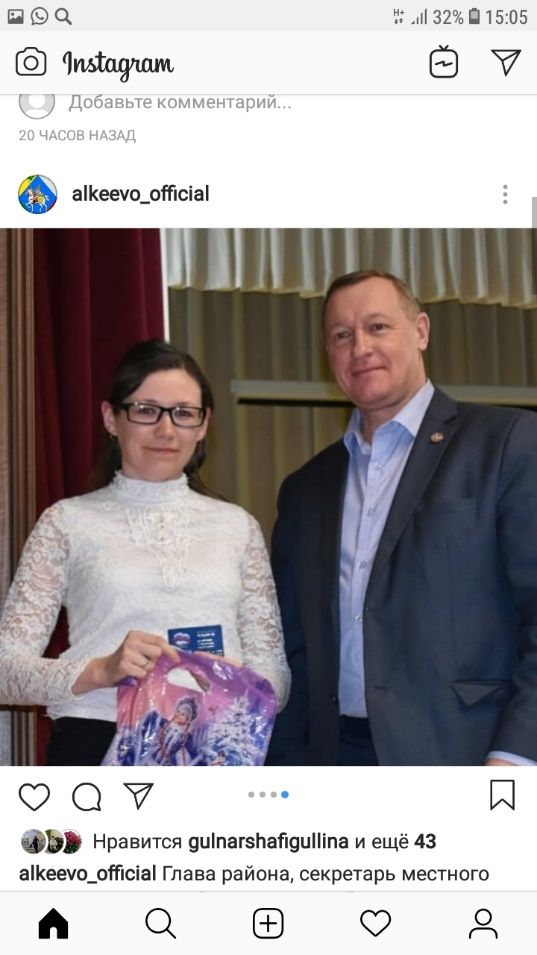 H+ 32% 15:05
Instagram
Добавьте комментарий...
20 ЧАСОВ НАЗАД
alkeevo_official
Нравится gulnarshafigullina и ещё 43
alkeevo_official Глава района, секретарь местного